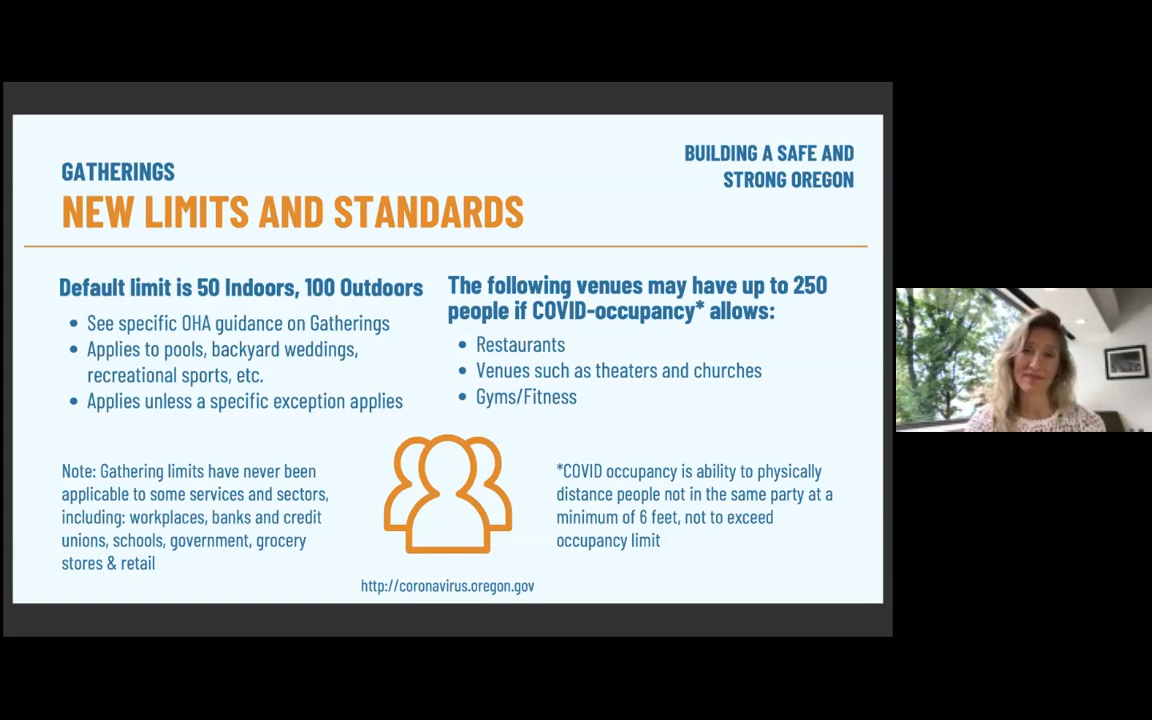 BUILDING A SAFE AND
STRONG OREGON
GATHERINGS
NEW LIMITS AND STANDARDS
Default limit is 50 Indoors, 100 Outdoors
• See specific OHA guidance on Gatherings
• Applies to pools, backyard weddings,
recreational sports, etc.
• Applies unless a specific exception applies
Note: Gathering limits have never been
applicable to some services and sectors,
including: workplaces, banks and credit
unions, schools, government, grocery
stores & retail
The following venues may have up to 250
people if COVID-occupancy* allows:
• Restaurants
• Venues such as theaters and churches
• Gyms/Fitness
*COVID occupancy is ability to physically
distance people not in the same party at a
minimum of 6 feet, not to exceed
occupancy limit
http://coronavirus.oregon.gov